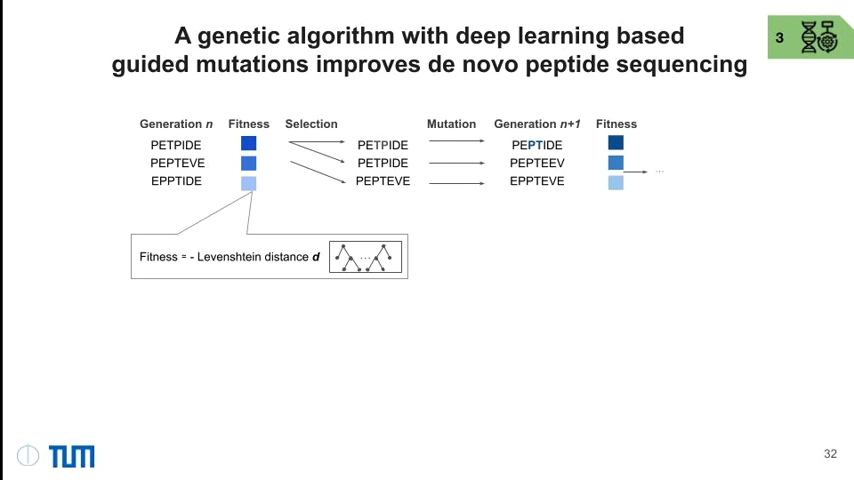 A genetic algorithm with deep learning based
guided mutations improves de novo peptide sequencing
3
Generation n Fitness Selection Mutation Generation n+1 Fitness
PETPIDE PETPIDE PEPTIDE
PEPTEVE PETPIDE PEPTEEV
EPPTIDE PEPTEVE EPPTEVE
...
Fitness = - Levenshtein distance d
...
TUM
32